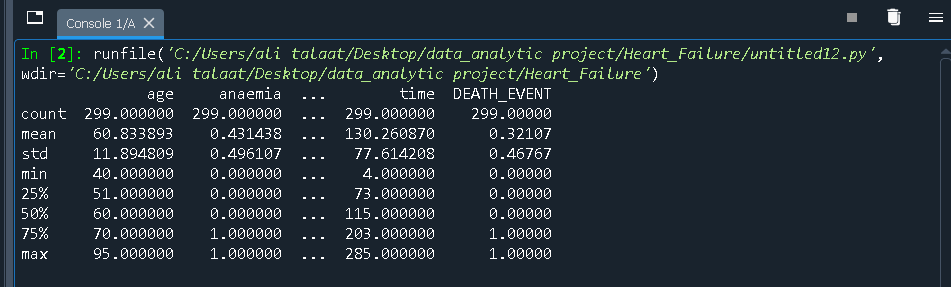 Console 1/A
In [2]: runfile('C:/Users/ali talaat/Desktop/data_analytic project/Heart_Failure/untitled12.py',
wdir='C:/Users/ali talaat/Desktop/data_analytic project/Heart_Failure')
age anaemia ... time DEATH_EVENT
count 299.000000 299.000000 ... 299.000000 299.00000
mean 60.833893 0.431438 ... 130.260870 0.32107
std 11.894809 0.496107 ... 77.614208 0.46767
min 40.000000 0.000000 ... 4.000000 0.00000
25% 51.000000 0.000000 ... 73.000000 0.00000
50% 60.000000 0.000000 ... 115.000000 0.00000
75% 70.000000 1.000000 ... 203.000000 1.00000
max 95.000000 1.000000 ... 285.000000 1.00000